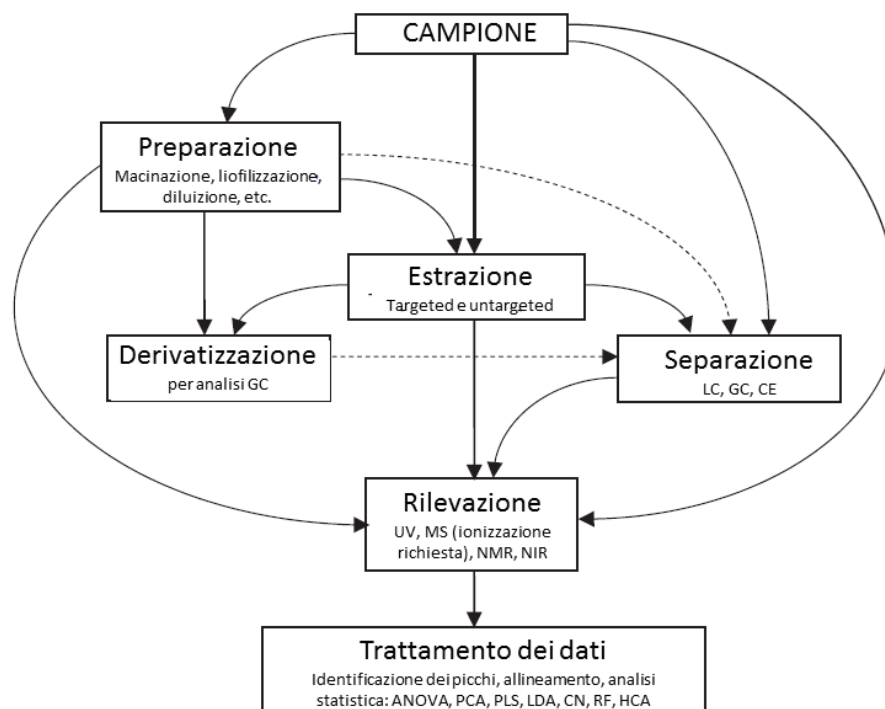 CAMPIONE
Preparazione
Macinazione, liofilizzazione,
diluizione, etc.
Estrazione
Targeted e untargeted
Derivatizzazione
per analisi GC
Separazione
LC, GC, CE
Rilevazione
UV, MS (ionizzazione
richiesta), NMR, NIR
Trattamento dei dati
Identificazione dei picchi, allineamento, analisi
statistica: ANOVA, PCA, PLS, LDA, CN, RF, HCA